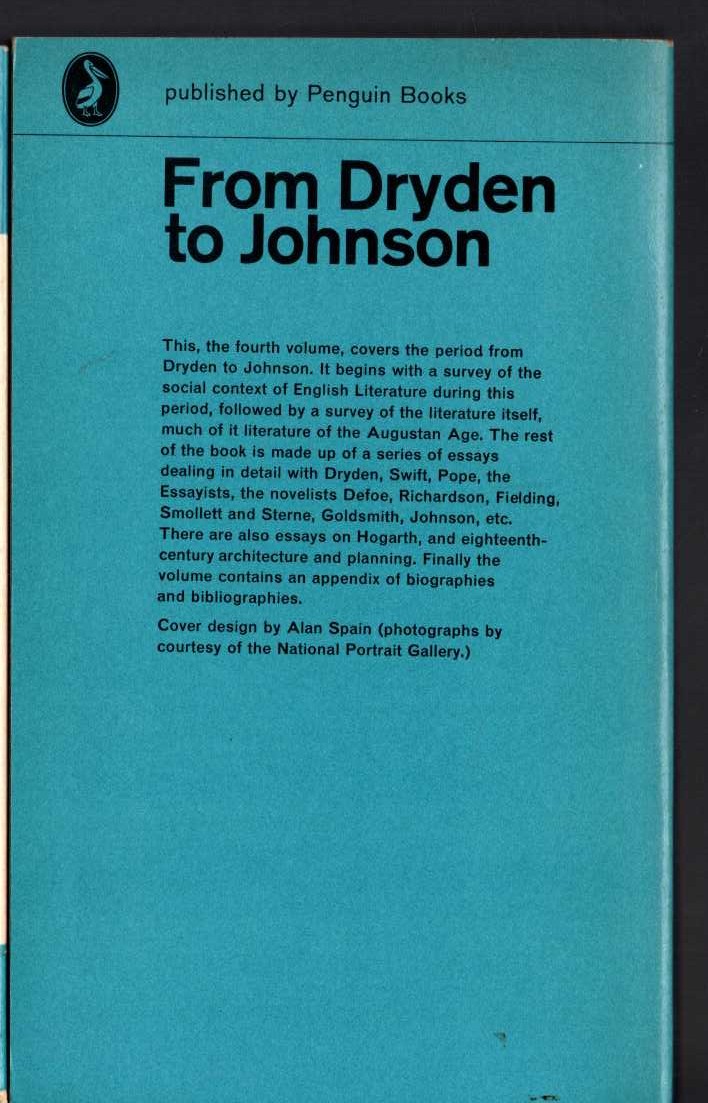 published by Penguin Books
From Dryden
to Johnson
This, the fourth volume, covers the period from
Dryden to Johnson. It begins with a survey of the
social context of English Literature during this
period, followed by a survey of the literature itself,
much of it literature of the Augustan Age. The rest
of the book is made up of a series of essays
dealing in detail with Dryden, Swift, Pope, the
Essayists, the novelists Defoe, Richardson, Fielding,
Smollett and Sterne, Goldsmith, Johnson, etc.
There are also essays on Hogarth, and eighteenth-
century architecture and planning. Finally the
volume contains an appendix of biographies
and bibliographies.
Cover design by Alan Spain (photographs by
courtesy of the National Portrait Gallery.)